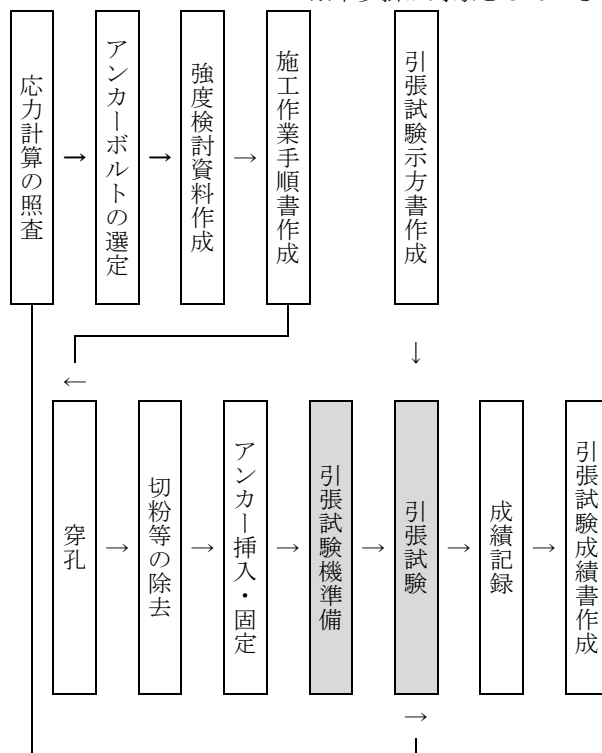 応力計算の照査
→
アンカーボルトの選定
→
強度検討資料作成
→
施工作業手順書作成
引張試験示方書作成
←
↓
穿孔
→
切粉等の除去
→
アンカー挿入・固定
→
引張試験機準備
→
引張試験
→
成績記録
→
引張試験成績書作成
→